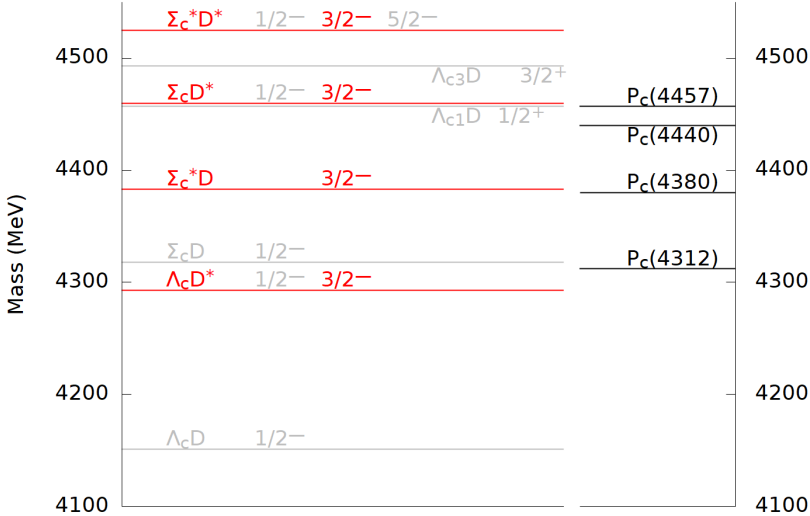 Σc*D* 1/2− 3/2− 5/2−
4500 4500
Λc3D 3/2+
ΣcD* 1/2− 3/2− Pc(4457)
Λc1D 1/2+
Pc(4440)
4400 4400
Σc*D 3/2− Pc(4380)
Mass (MeV)
ΣcD 1/2− Pc(4312)
4300 ΛcD* 1/2− 3/2− 4300
4200 4200
ΛcD 1/2−
4100 4100